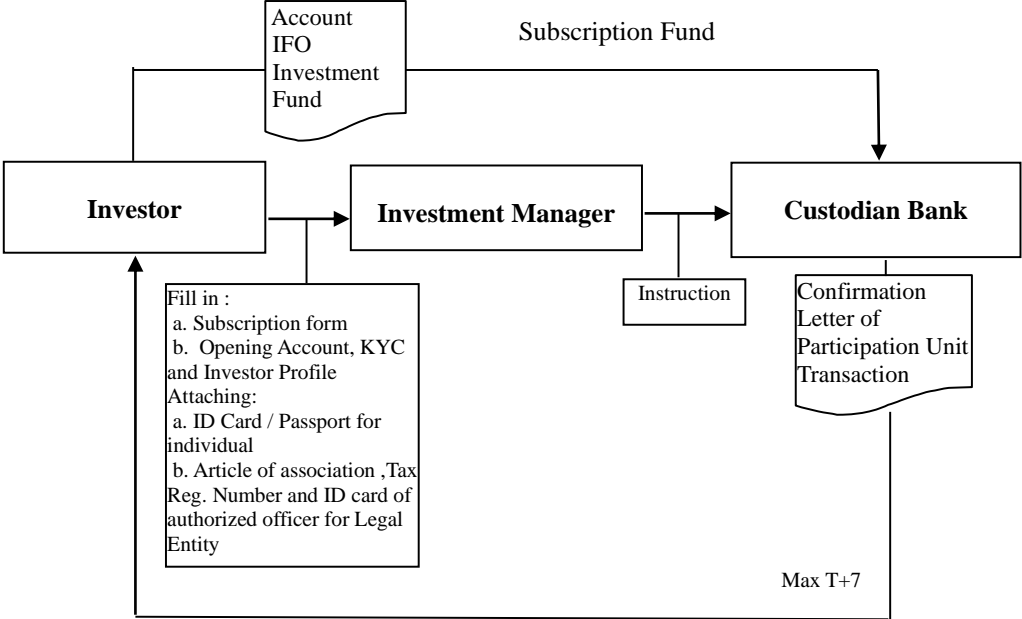 Account
IFO
Investment
Fund
Subscription Fund
Investor
Investment Manager
Custodian Bank
Fill in :
a. Subscription form
b. Opening Account, KYC
and Investor Profile
Attaching:
a. ID Card / Passport for
individual
b. Article of association ,Tax
Reg. Number and ID card of
authorized officer for Legal
Entity
Instruction
Confirmation
Letter of
Participation Unit
Transaction
Max T+7